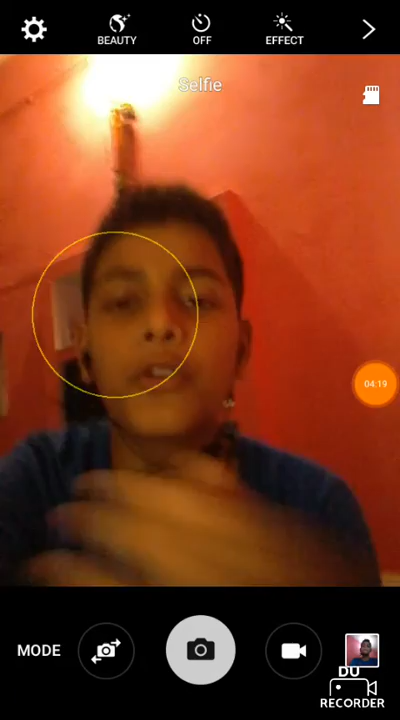 BEAUTY
OFF
EFFECT
Selfie
04:19
MODE
DU
RECORDER